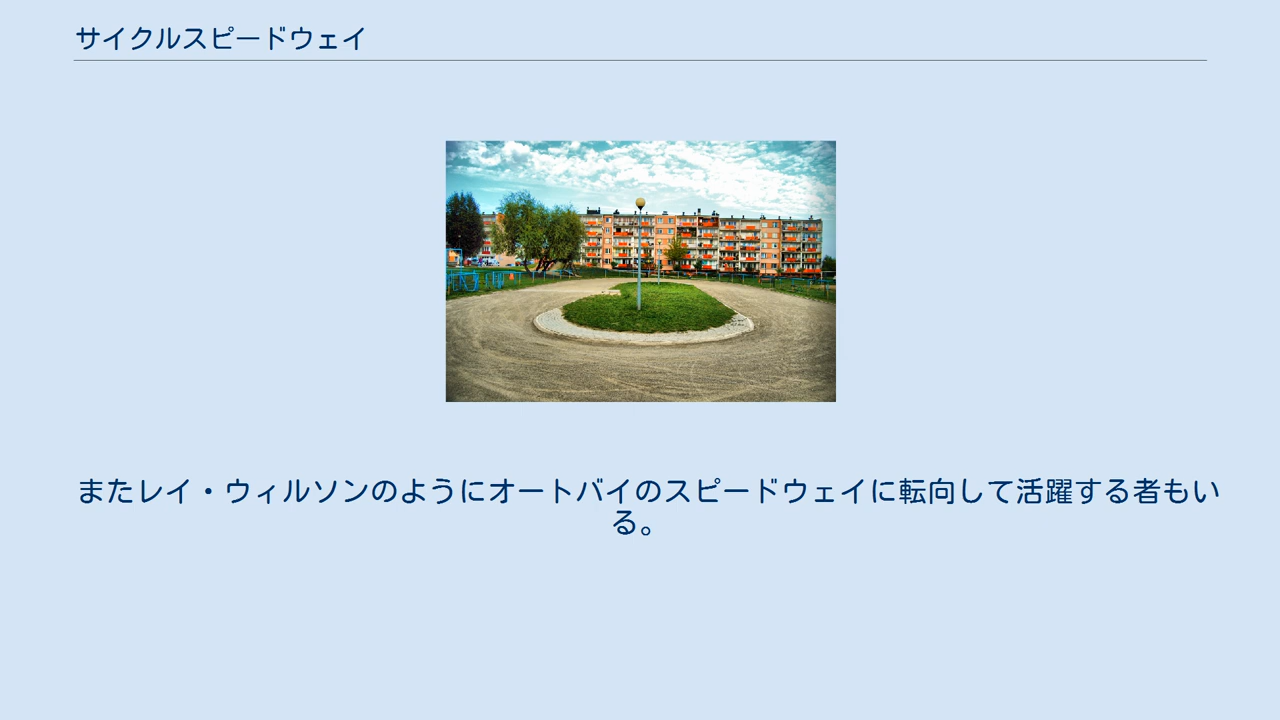 サイクルスピードウェイ
またレイ・ウィルソンのようにオートバイのスピードウェイに転向して活躍する者もい
る。